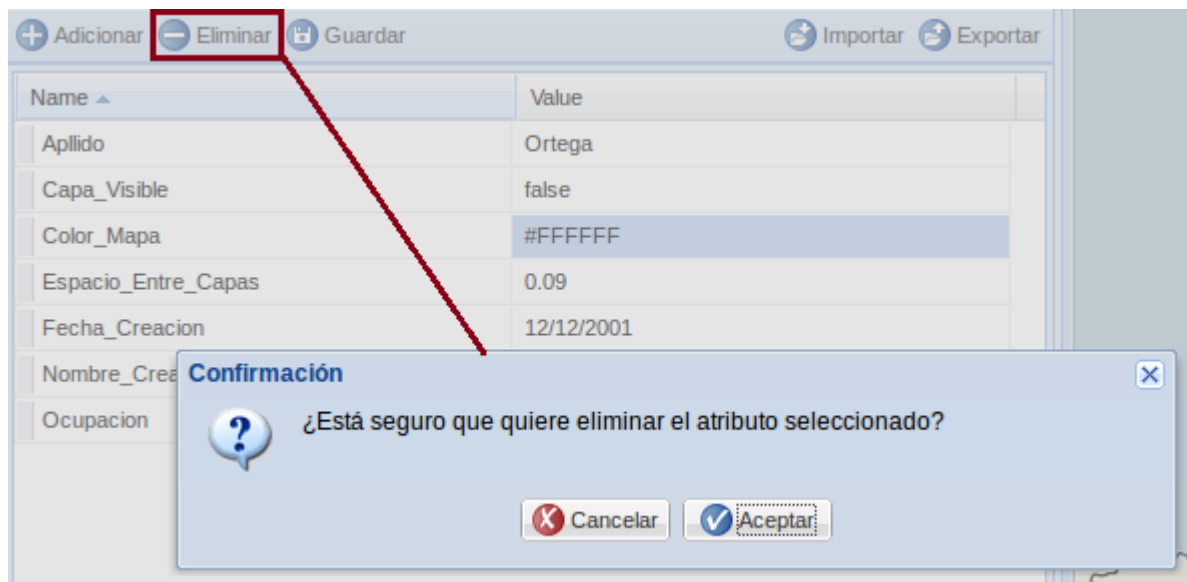 Adicionar Eliminar Guardar Importar Exportar
Name Value
Apllido Ortega
Capa_Visible false
Color_Mapa #FFFFFF
Espacio_Entre_Capas 0.09
Fecha_Creacion 12/12/2001
Nombre_Crea
Ocupacion
Confirmación
¿Está seguro que quiere eliminar el atributo seleccionado?
Cancelar Aceptar